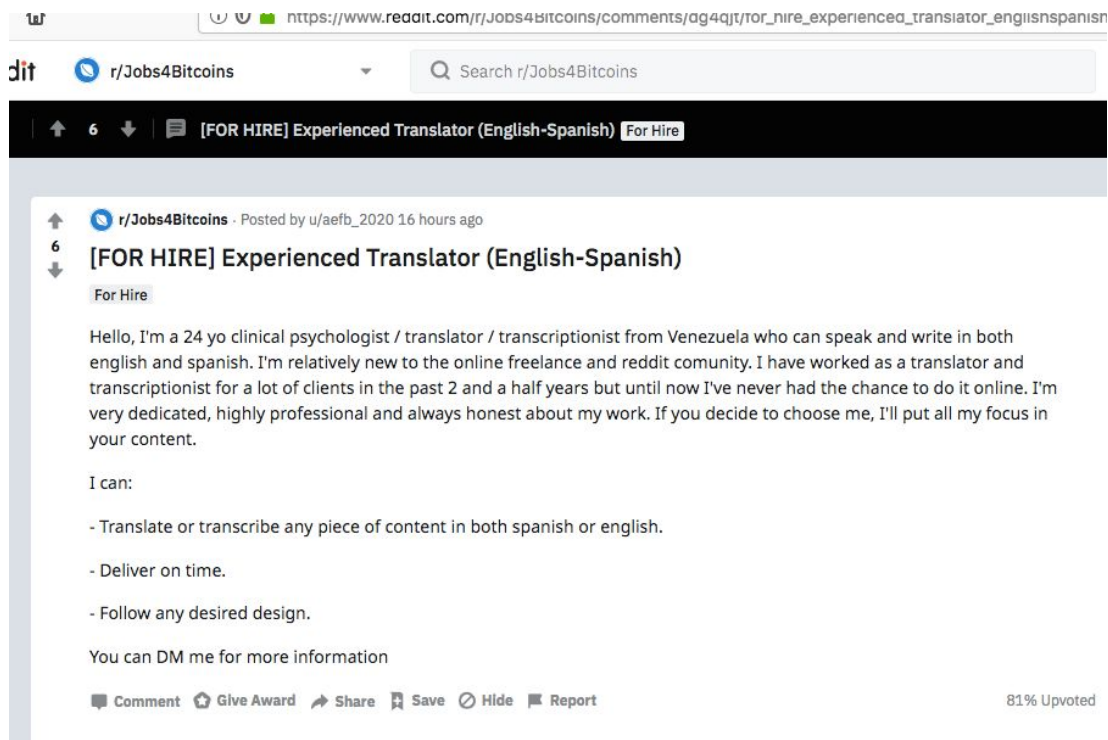 https://www.reddit.com/r/Jobs4Bitcoins/comments/dg4qjt/for_hire_experienced_translator_englishspanish
dit r/Jobs4Bitcoins Search r/Jobs4Bitcoins
6 [FOR HIRE] Experienced Translator (English-Spanish) For Hire
r/Jobs4Bitcoins · Posted by u/aefb_2020 16 hours ago
6
[FOR HIRE] Experienced Translator (English-Spanish)
For Hire
Hello, I'm a 24 yo clinical psychologist / translator / transcriptionist from Venezuela who can speak and write in both
english and spanish. I'm relatively new to the online freelance and reddit comunity. I have worked as a translator and
transcriptionist for a lot of clients in the past 2 and a half years but until now I've never had the chance to do it online. I'm
very dedicated, highly professional and always honest about my work. If you decide to choose me, I'll put all my focus in
your content.
I can:
- Translate or transcribe any piece of content in both spanish or english.
- Deliver on time.
- Follow any desired design.
You can DM me for more information
Comment Give Award Share Save Hide Report 81% Upvoted